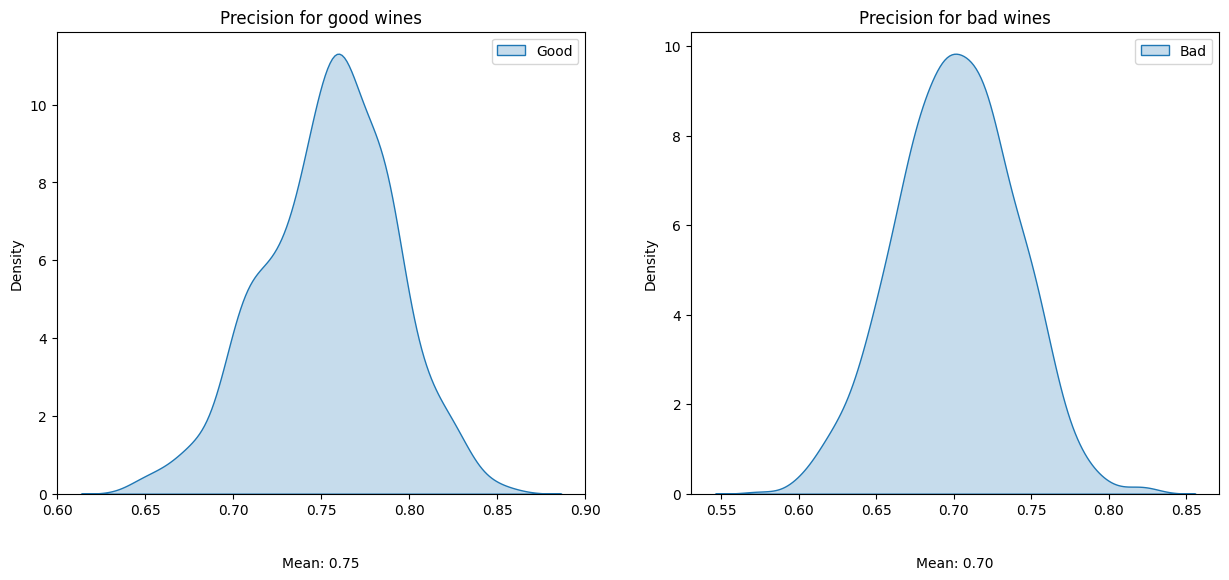 Precision for good wines
Good
Density
10
8
6
4
2
0
0.60 0.65 0.70 0.75 0.80 0.85 0.90
Mean: 0.75
Precision for bad wines
Bad
Density
10
8
6
4
2
0
0.55 0.60 0.65 0.70 0.75 0.80 0.85
Mean: 0.70